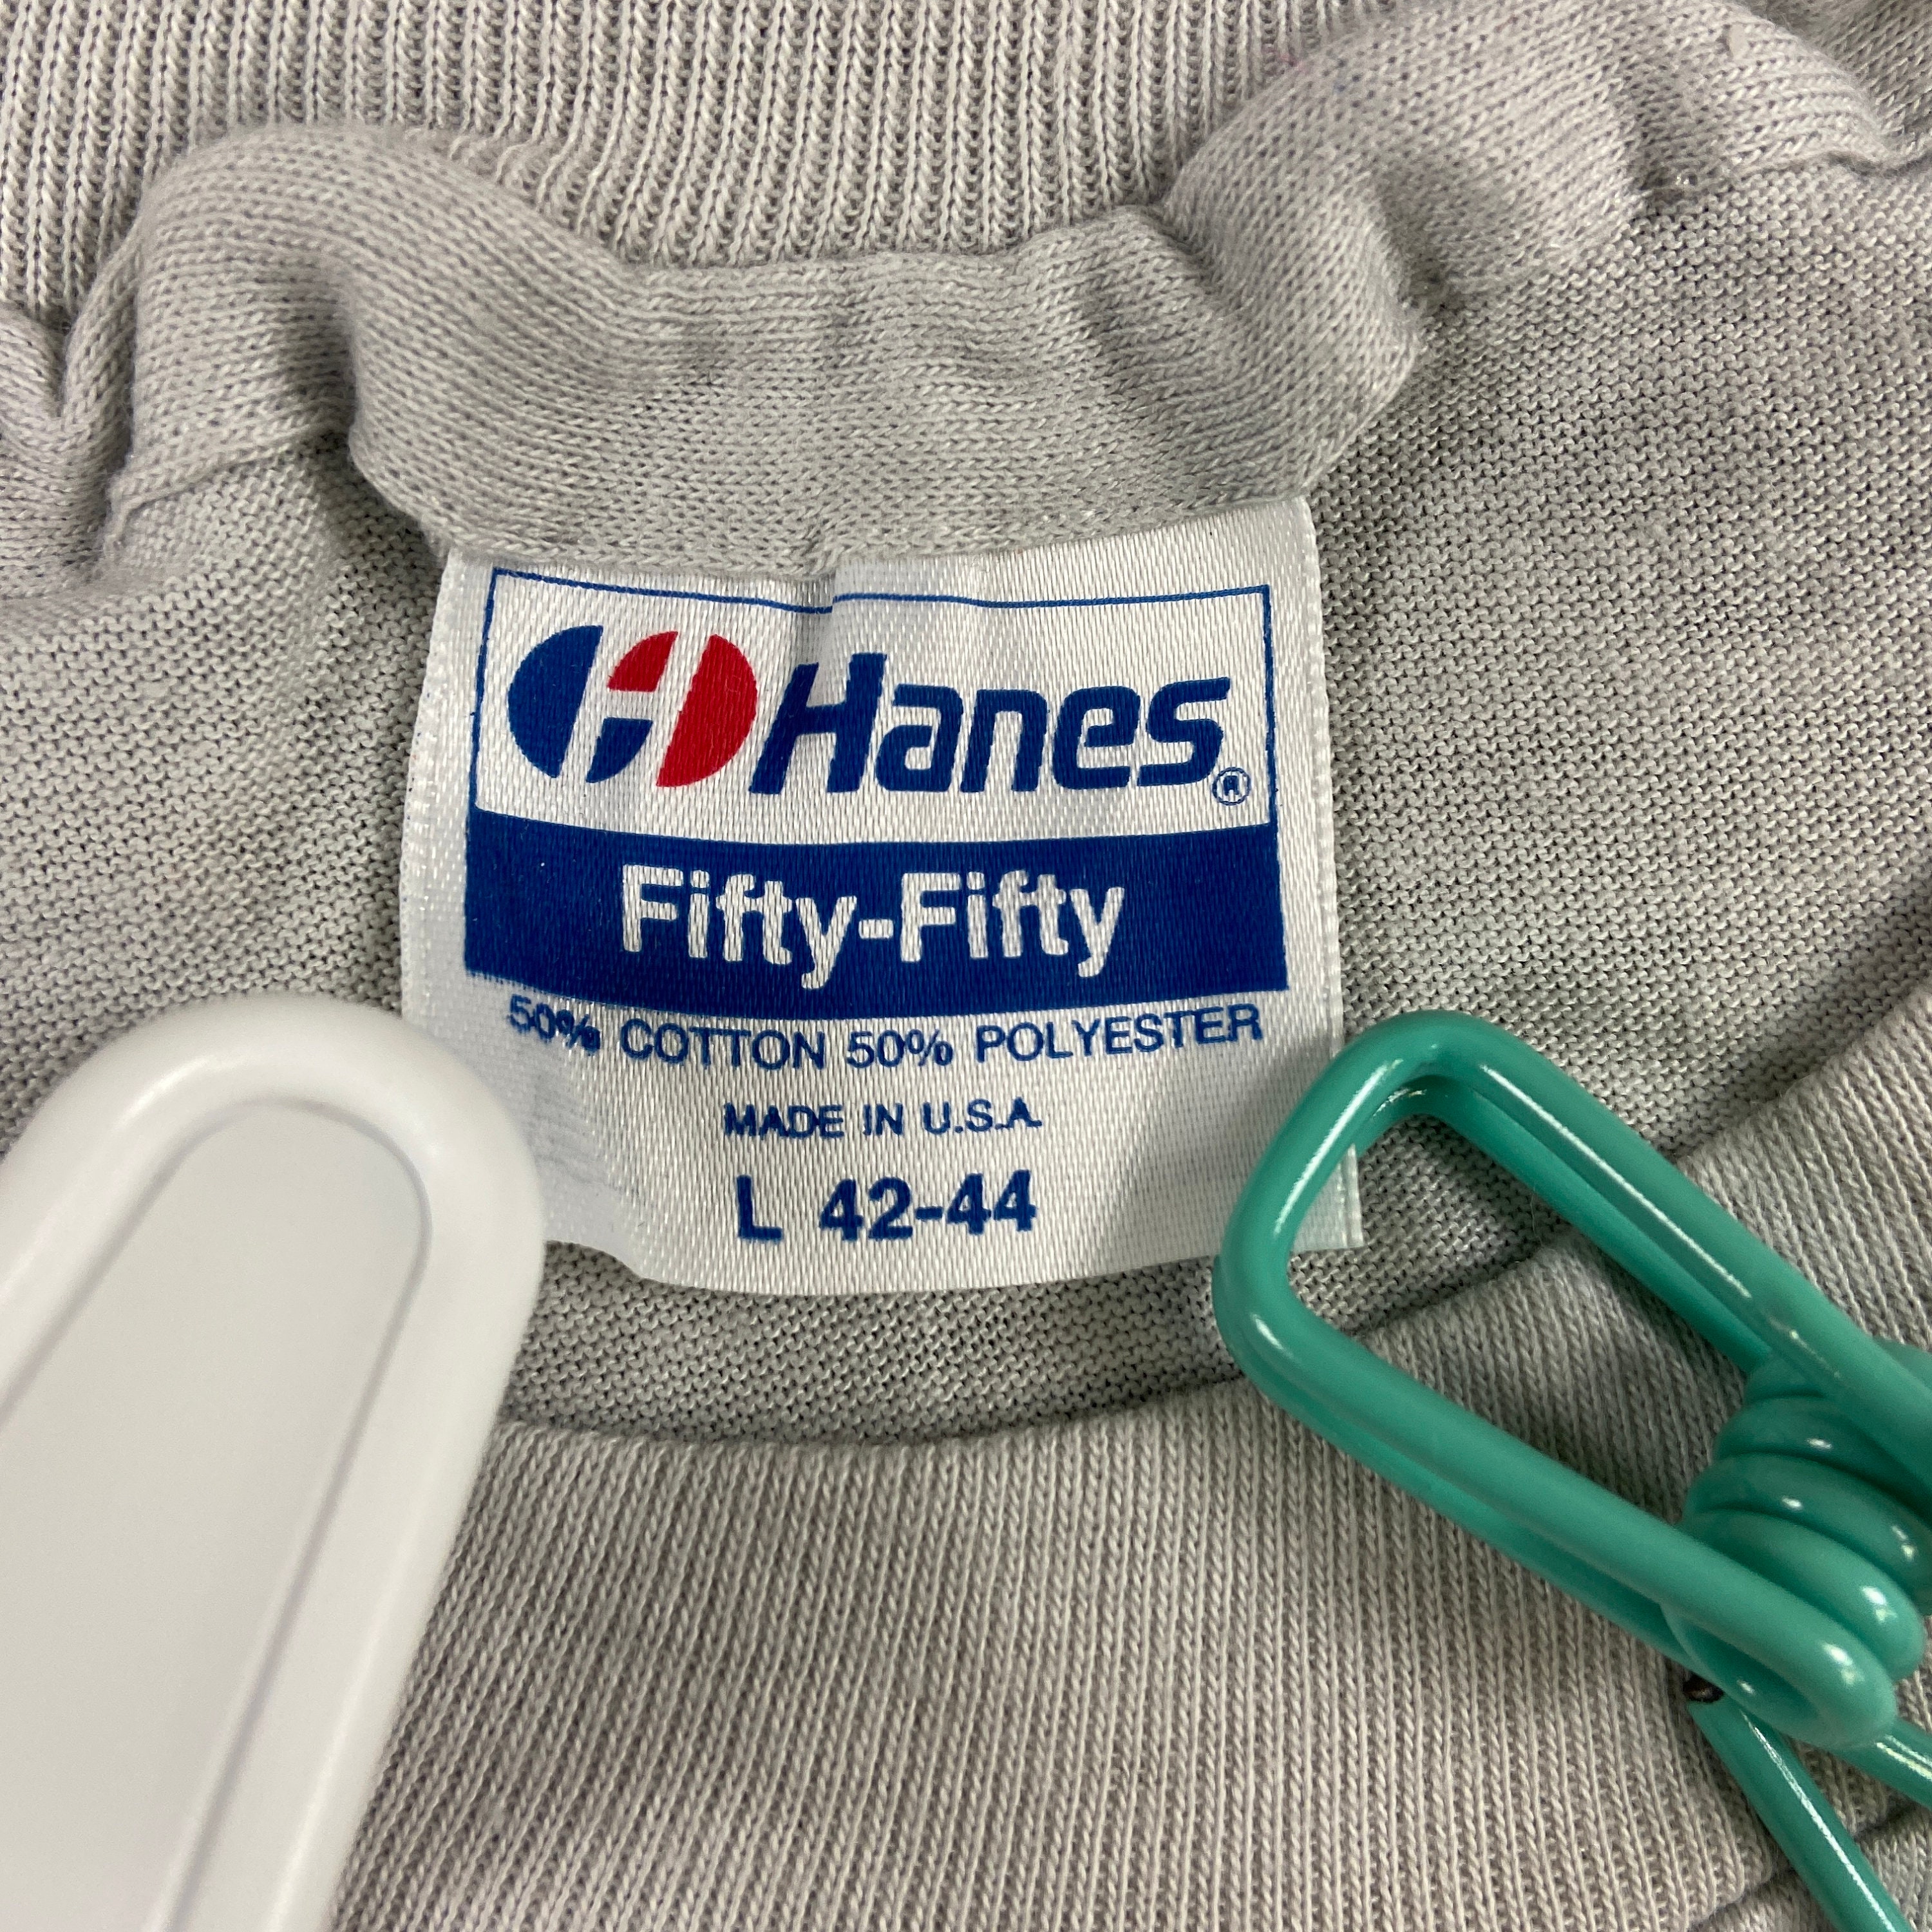 Hanes®
Fifty-Fifty
50% COTTON 50% POLYESTER
MADE IN U.S.A.
L 42-44